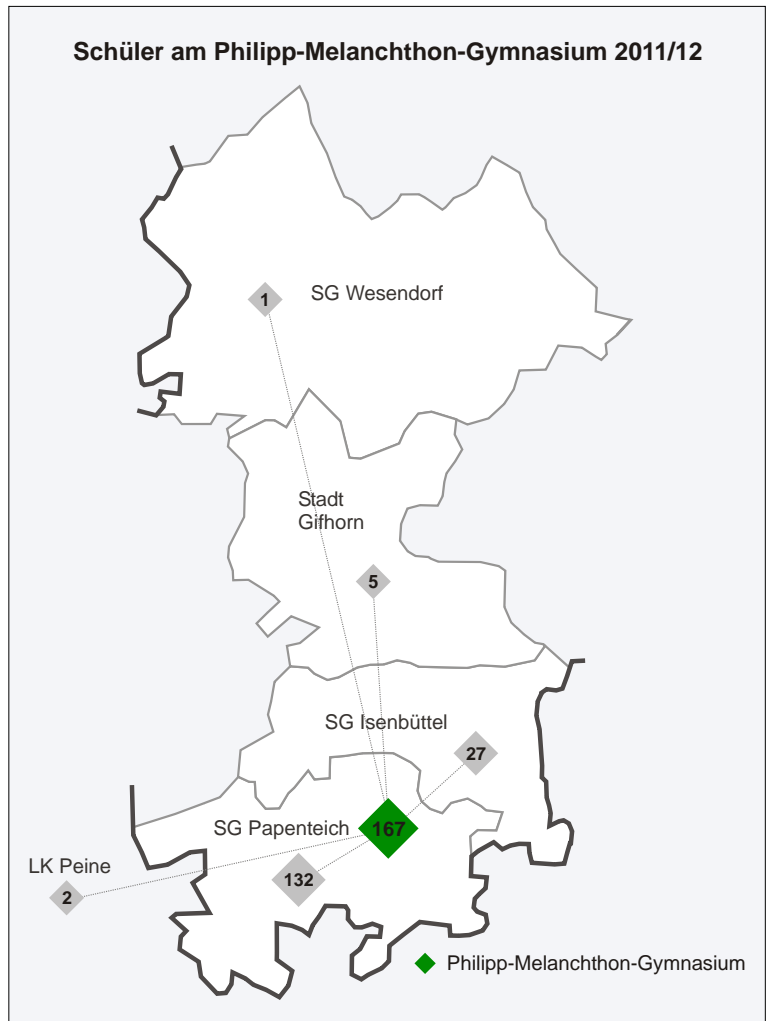 Schüler am Philipp-Melanchthon-Gymnasium 2011/12
1
SG Wesendorf
Stadt
Gifhorn
5
SG Isenbüttel
27
SG Papenteich
167
LK Peine
132
2
Philipp-Melanchthon-Gymnasium